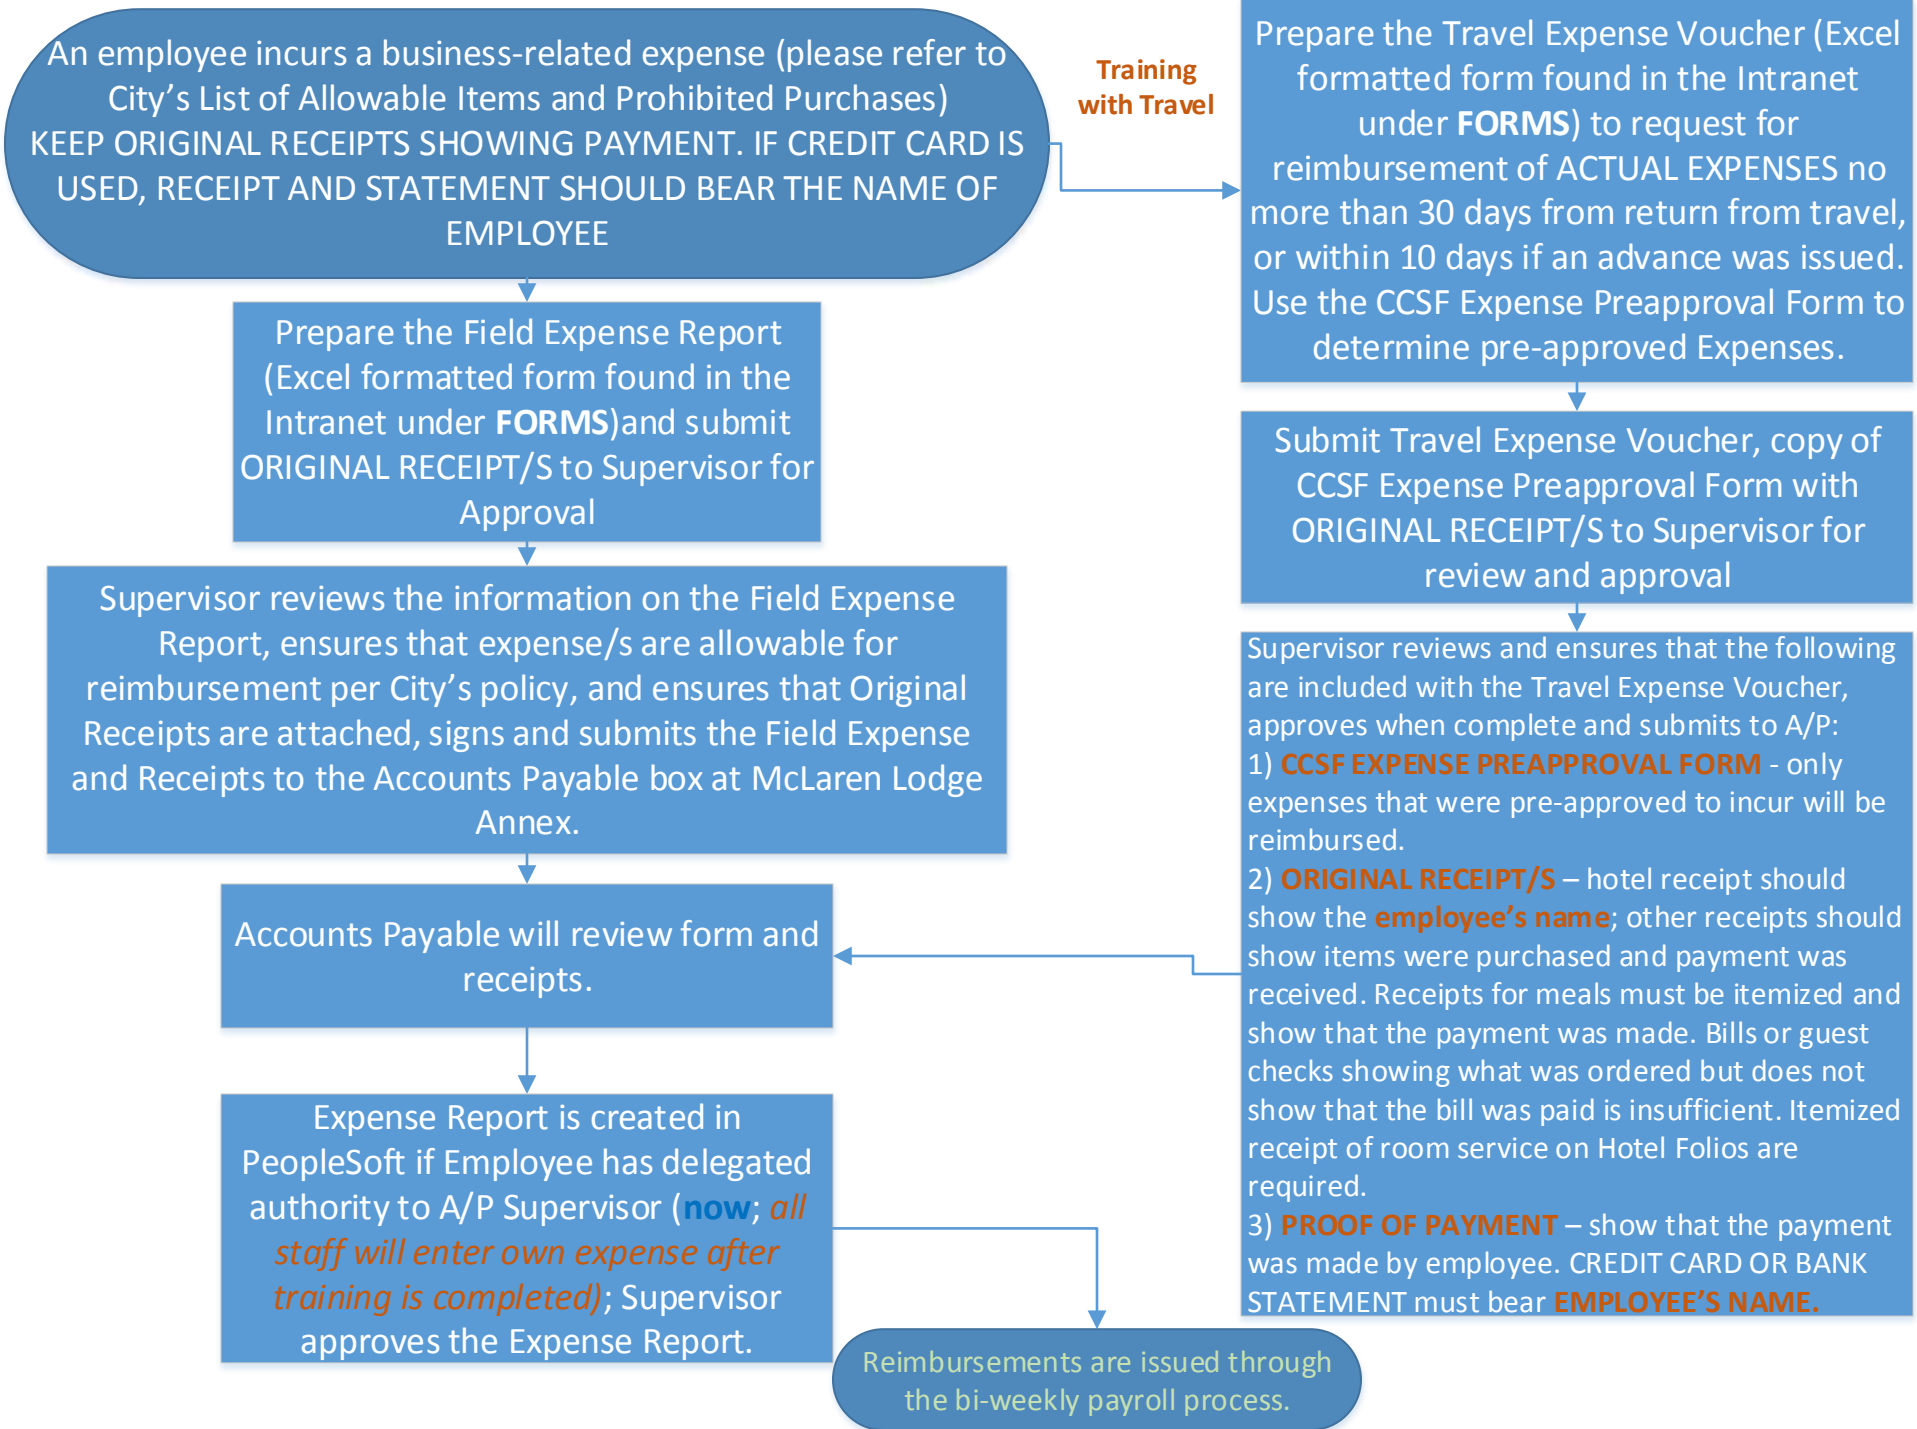 An employee incurs a business-related expense (please refer to
City’s List of Allowable Items and Prohibited Purchases)
KEEP ORIGINAL RECEIPTS SHOWING PAYMENT. IF CREDIT CARD IS
USED, RECEIPT AND STATEMENT SHOULD BEAR THE NAME OF
EMPLOYEE
Prepare the Field Expense Report
(Excel formatted form found in the
Intranet under FORMS)and submit
ORIGINAL RECEIPT/S to Supervisor for
Approval
Supervisor reviews the information on the Field Expense
Report, ensures that expense/s are allowable for
reimbursement per City’s policy, and ensures that Original
Receipts are attached, signs and submits the Field Expense
and Receipts to the Accounts Payable box at McLaren Lodge
Annex.
Training
with Travel
Prepare the Travel Expense Voucher (Excel
formatted form found in the Intranet
under FORMS) to request for
reimbursement of ACTUAL EXPENSES no
more than 30 days from return from travel,
or within 10 days if an advance was issued.
Use the CCSF Expense Preapproval Form to
determine pre-approved Expenses.
Submit Travel Expense Voucher, copy of
CCSF Expense Preapproval Form with
ORIGINAL RECEIPT/S to Supervisor for
review and approval
Supervisor reviews and ensures that the following
are included with the Travel Expense Voucher,
approves when complete and submits to A/P:
1) CCSF EXPENSE PREAPPROVAL FORM - only
expenses that were pre-approved to incur will be
reimbursed.
2) ORIGINAL RECEIPT/S – hotel receipt should
show the employee’s name; other receipts should
show items were purchased and payment was
received. Receipts for meals must be itemized and
show that the payment was made. Bills or guest
checks showing what was ordered but does not
show that the bill was paid is insufficient. Itemized
receipt of room service on Hotel Folios are
required.
3) PROOF OF PAYMENT – show that the payment
was made by employee. CREDIT CARD OR BANK
STATEMENT must bear EMPLOYEE’S NAME.
Accounts Payable will review form and
receipts.
Expense Report is created in
PeopleSoft if Employee has delegated
authority to A/P Supervisor (now; all
staff will enter own expense after
training is completed); Supervisor
approves the Expense Report.
Reimbursements are issued through
the bi-weekly payroll process.